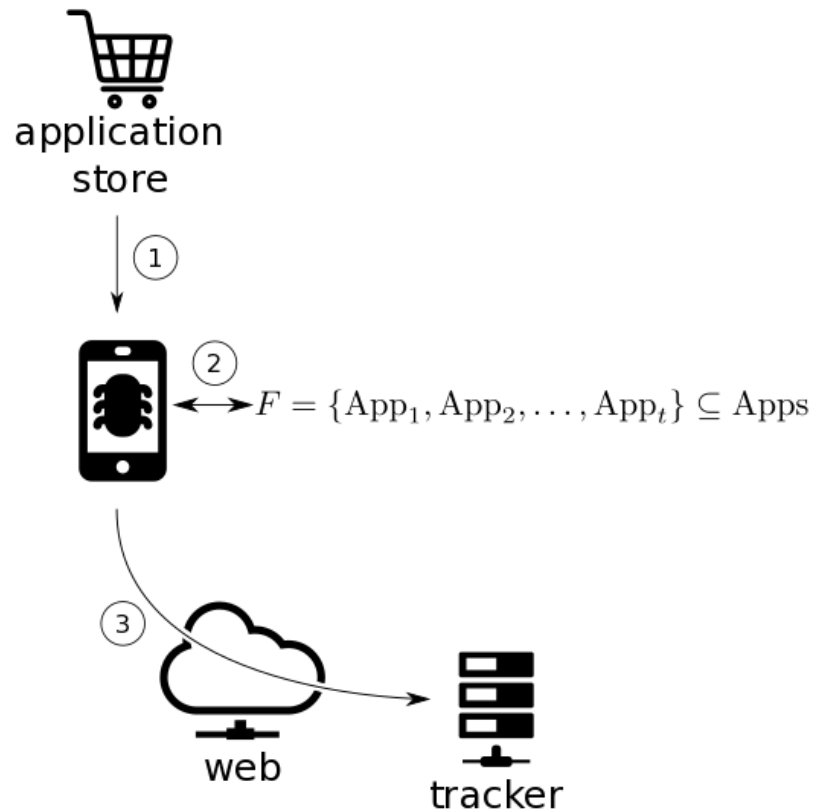 application
store
1
2
F = {App₁, App₂, . . . , Appₜ} ⊆ Apps
3
web
tracker